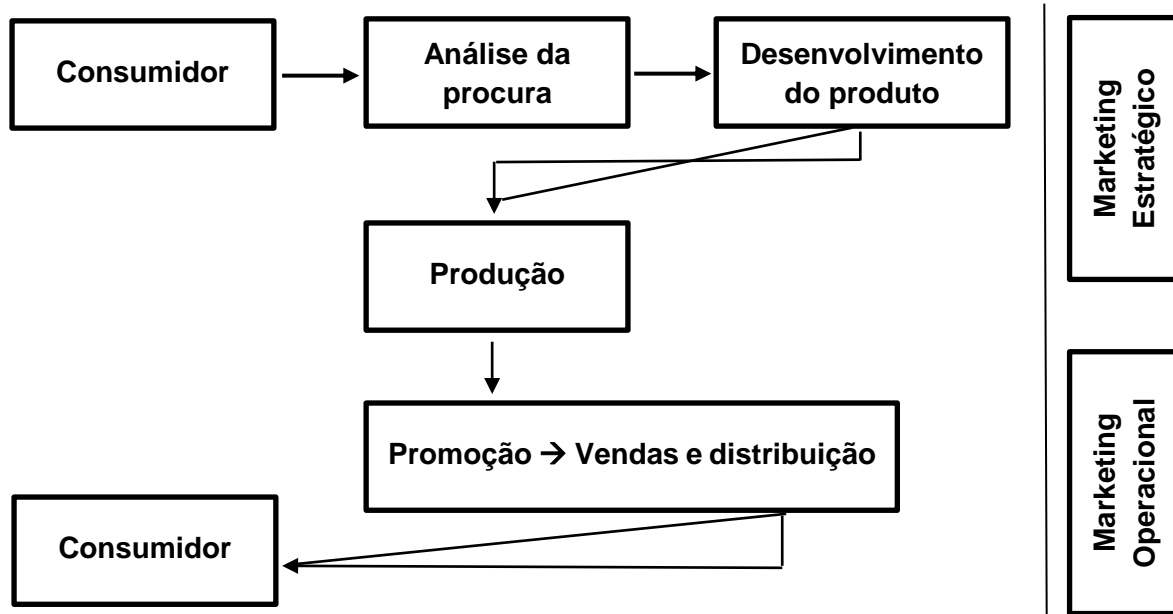 Consumidor
Análise da
procura
Desenvolvimento
do produto
Marketing
Estratégico
Produção
Promoção → Vendas e distribuição
Consumidor
Marketing
Operacional